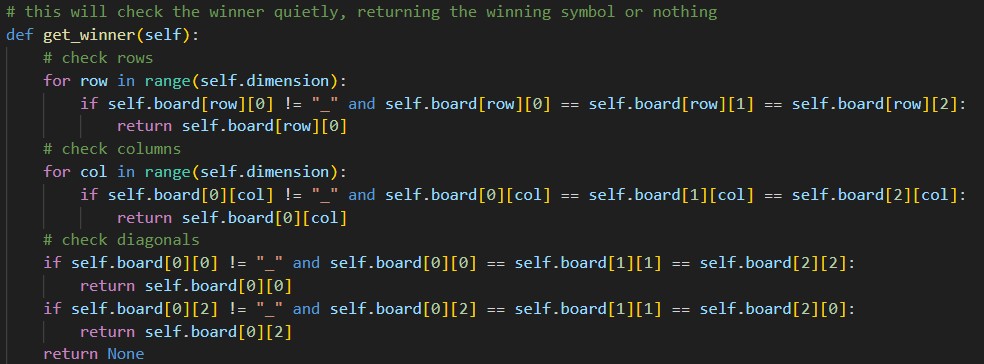 # this will check the winner quietly, returning the winning symbol or nothing
def get_winner(self):
    # check rows
    for row in range(self.dimension):
        if self.board[row][0] != "_" and self.board[row][0] == self.board[row][1] == self.board[row][2]:
            return self.board[row][0]
    # check columns
    for col in range(self.dimension):
        if self.board[0][col] != "_" and self.board[0][col] == self.board[1][col] == self.board[2][col]:
            return self.board[0][col]
    # check diagonals
    if self.board[0][0] != "_" and self.board[0][0] == self.board[1][1] == self.board[2][2]:
        return self.board[0][0]
    if self.board[0][2] != "_" and self.board[0][2] == self.board[1][1] == self.board[2][0]:
        return self.board[0][2]
    return None